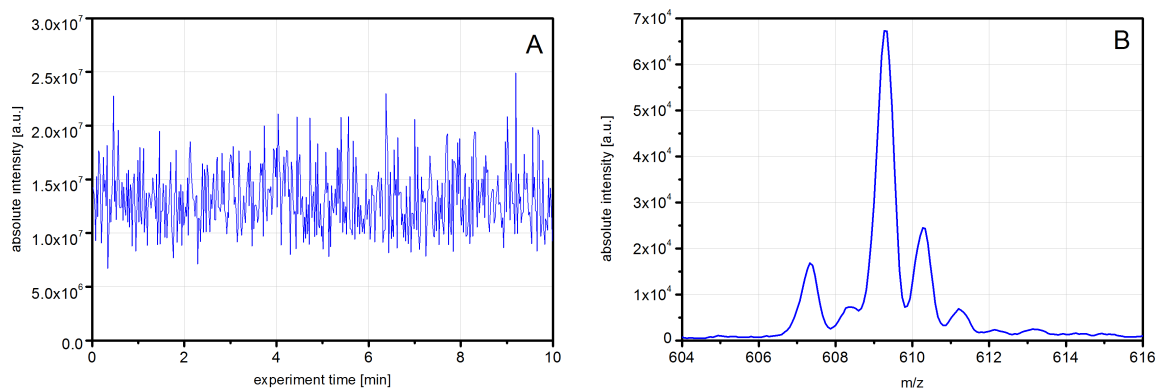 A
absolute intensity [a.u.]
3.0x10⁷
2.5x10⁷
2.0x10⁷
1.5x10⁷
1.0x10⁷
5.0x10⁶
0.0
0 2 4 6 8 10
experiment time [min]
B
absolute intensity [a.u.]
7x10⁴
6x10⁴
5x10⁴
4x10⁴
3x10⁴
2x10⁴
1x10⁴
0
604 606 608 610 612 614 616
m/z